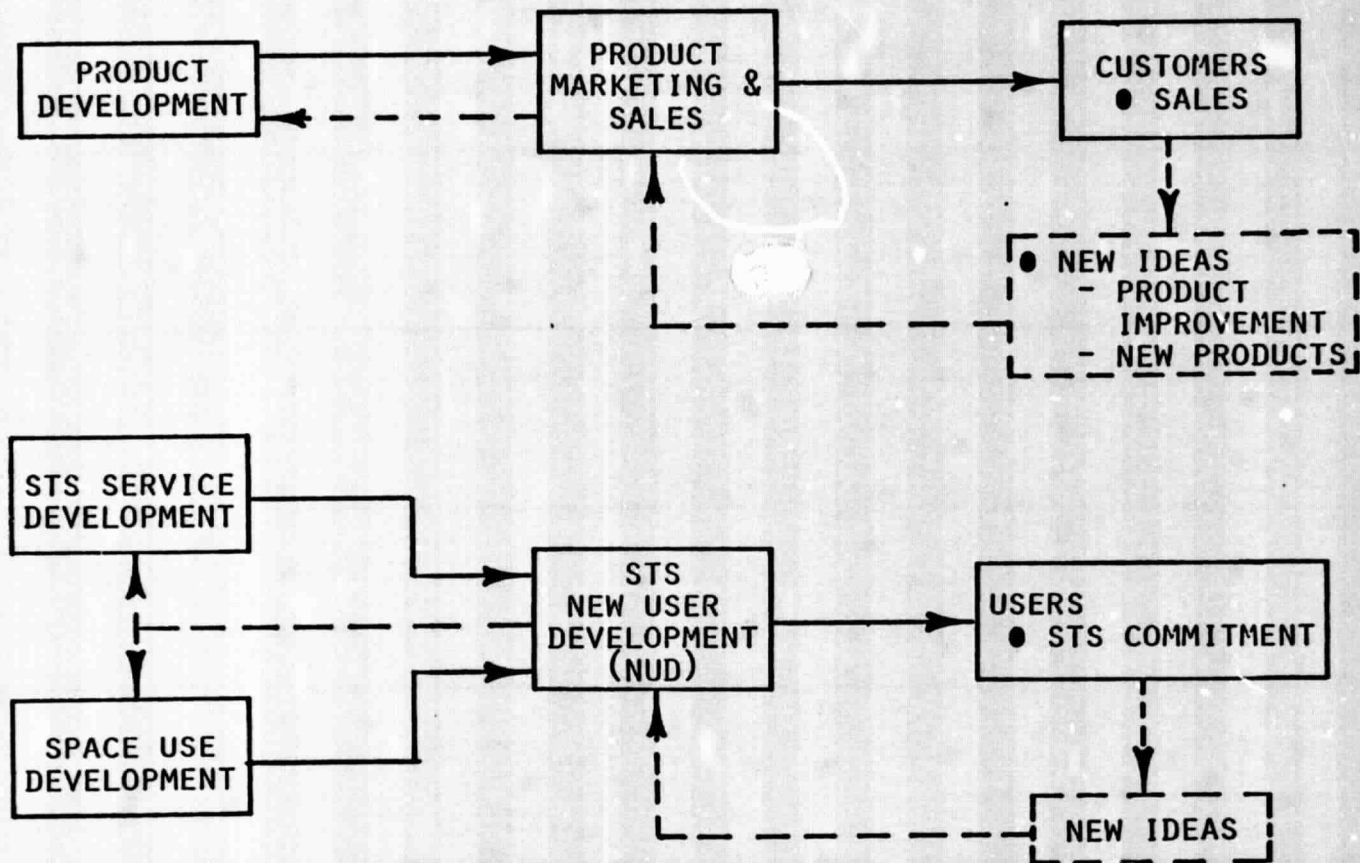 PRODUCT
DEVELOPMENT
PRODUCT
MARKETING &
SALES
CUSTOMERS
● SALES
● NEW IDEAS
- PRODUCT
IMPROVEMENT
- NEW PRODUCTS
STS SERVICE
DEVELOPMENT
SPACE USE
DEVELOPMENT
STS
NEW USER
DEVELOPMENT
(NUD)
USERS
● STS COMMITMENT
NEW IDEAS